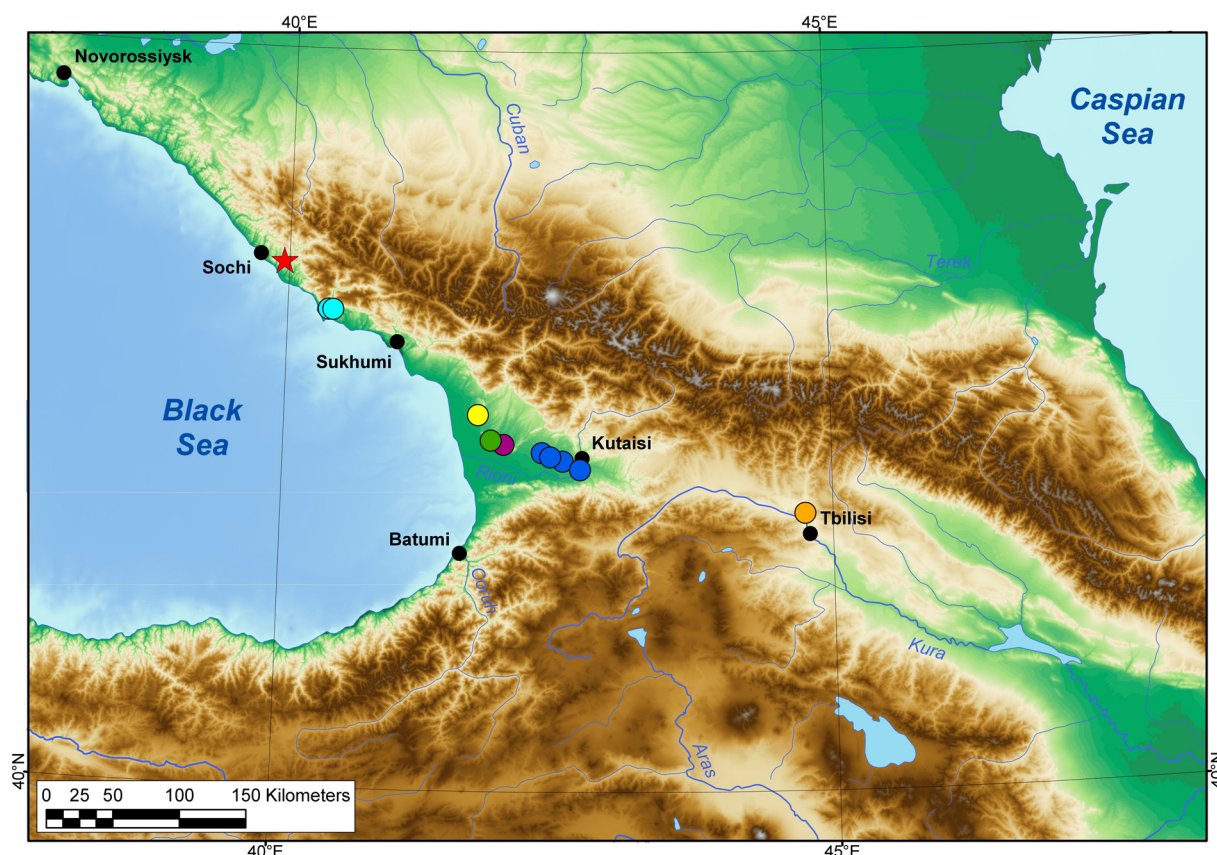 40°E 45°E
Novorossiysk
Caspian
Sea
Cuban
Terek
Sochi
Sukhumi
Black
Sea
Kutaisi
Rioni
Tbilisi
Batumi
Coruh
Kura
Aras
40°N 40°N
0 25 50 100 150 Kilometers
40°E 45°E